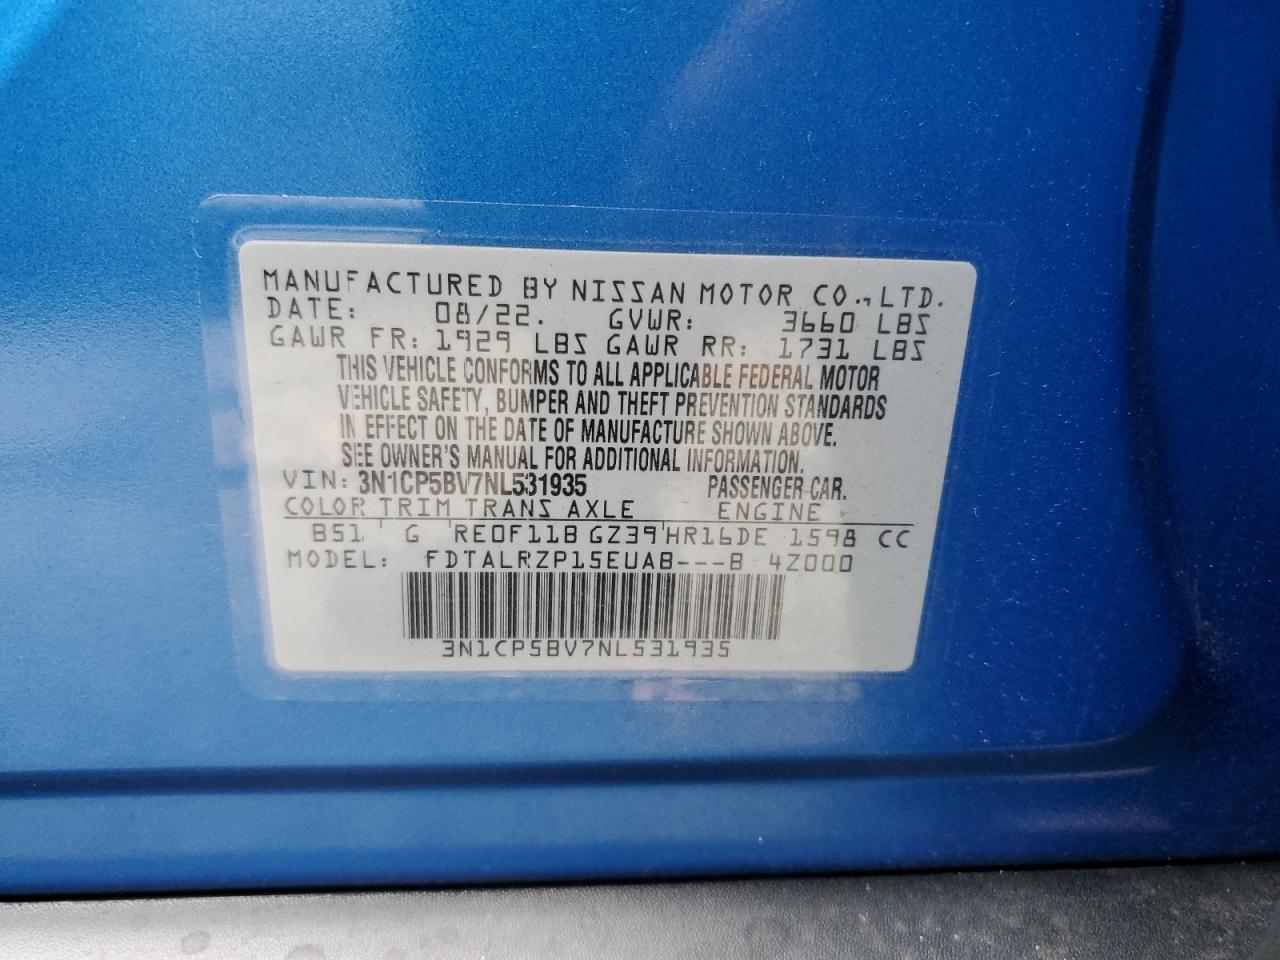 MANUFACTURED BY NISSAN MOTOR CO., LTD.
DATE: 08/22. GVWR: 3660 LBS
GAWR FR: 1929 LBS GAWR RR: 1731 LBS
THIS VEHICLE CONFORMS TO ALL APPLICABLE FEDERAL MOTOR
VEHICLE SAFETY, BUMPER AND THEFT PREVENTION STANDARDS
IN EFFECT ON THE DATE OF MANUFACTURE SHOWN ABOVE.
SEE OWNER'S MANUAL FOR ADDITIONAL INFORMATION.
VIN: 3N1CP5BV7NL531935 PASSENGER CAR.
COLOR TRIM TRANS AXLE ENGINE
B51 G RE0F11B GZ39 HR16DE 1598 CC
MODEL: FDTALRZP15EUAB---B 4Z000
3N1CP5BV7NL531935